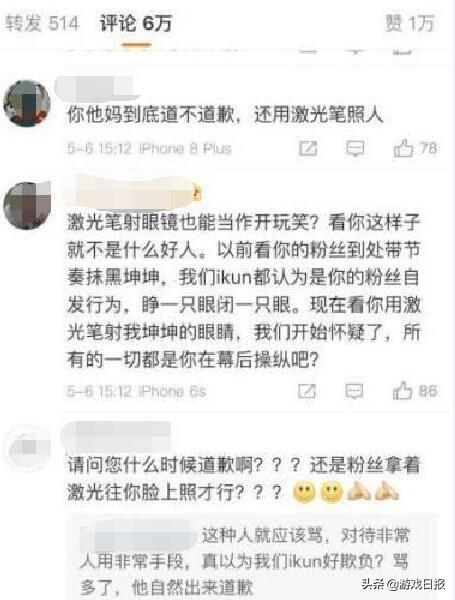 转发 514 评论 6万 赞 1万
你他妈到底道不道歉，还用激光笔照人
5-6 15:12 iPhone 8 Plus 78
激光笔射眼镜也能当作开玩笑？看你这样子
就不是什么好人。以前看你的粉丝到处带节
奏抹黑坤坤，我们ikun都认为是你的粉丝自
发行为，睁一只眼闭一只眼。现在看你用激
光笔射我坤坤的眼睛，我们开始怀疑了，所
有的一切都是你在幕后操纵吧？
5-6 15:12 iPhone 6s 86
请问您什么时候道歉啊？？？还是粉丝拿着
激光往你脸上照才行？？？
这种人就应该骂，对待非常
人用非常手段，真以为我们ikun好欺负？骂
多了，他自然出来道歉
头条 @游戏日报